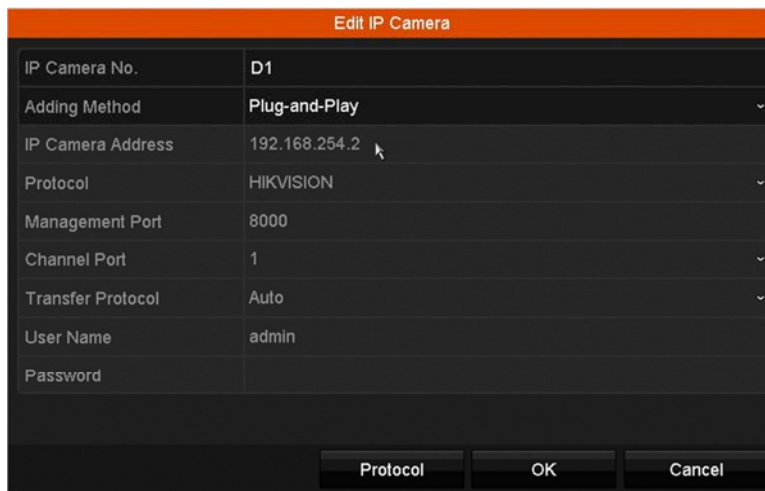 Edit IP Camera
IP Camera No. D1
Adding Method Plug-and-Play
IP Camera Address 192.168.254.2
Protocol HIKVISION
Management Port 8000
Channel Port 1
Transfer Protocol Auto
User Name admin
Password
Protocol OK Cancel